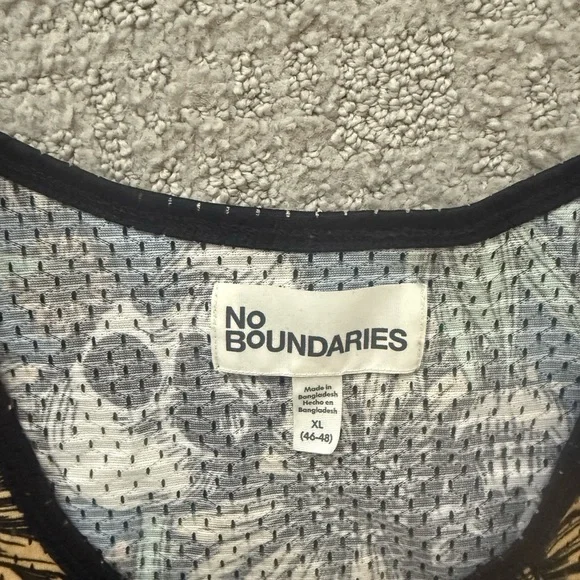 No
BOUNDARIES
Made in
Bangladesh
Hecho en
Bangladesh
XL
(46-48)